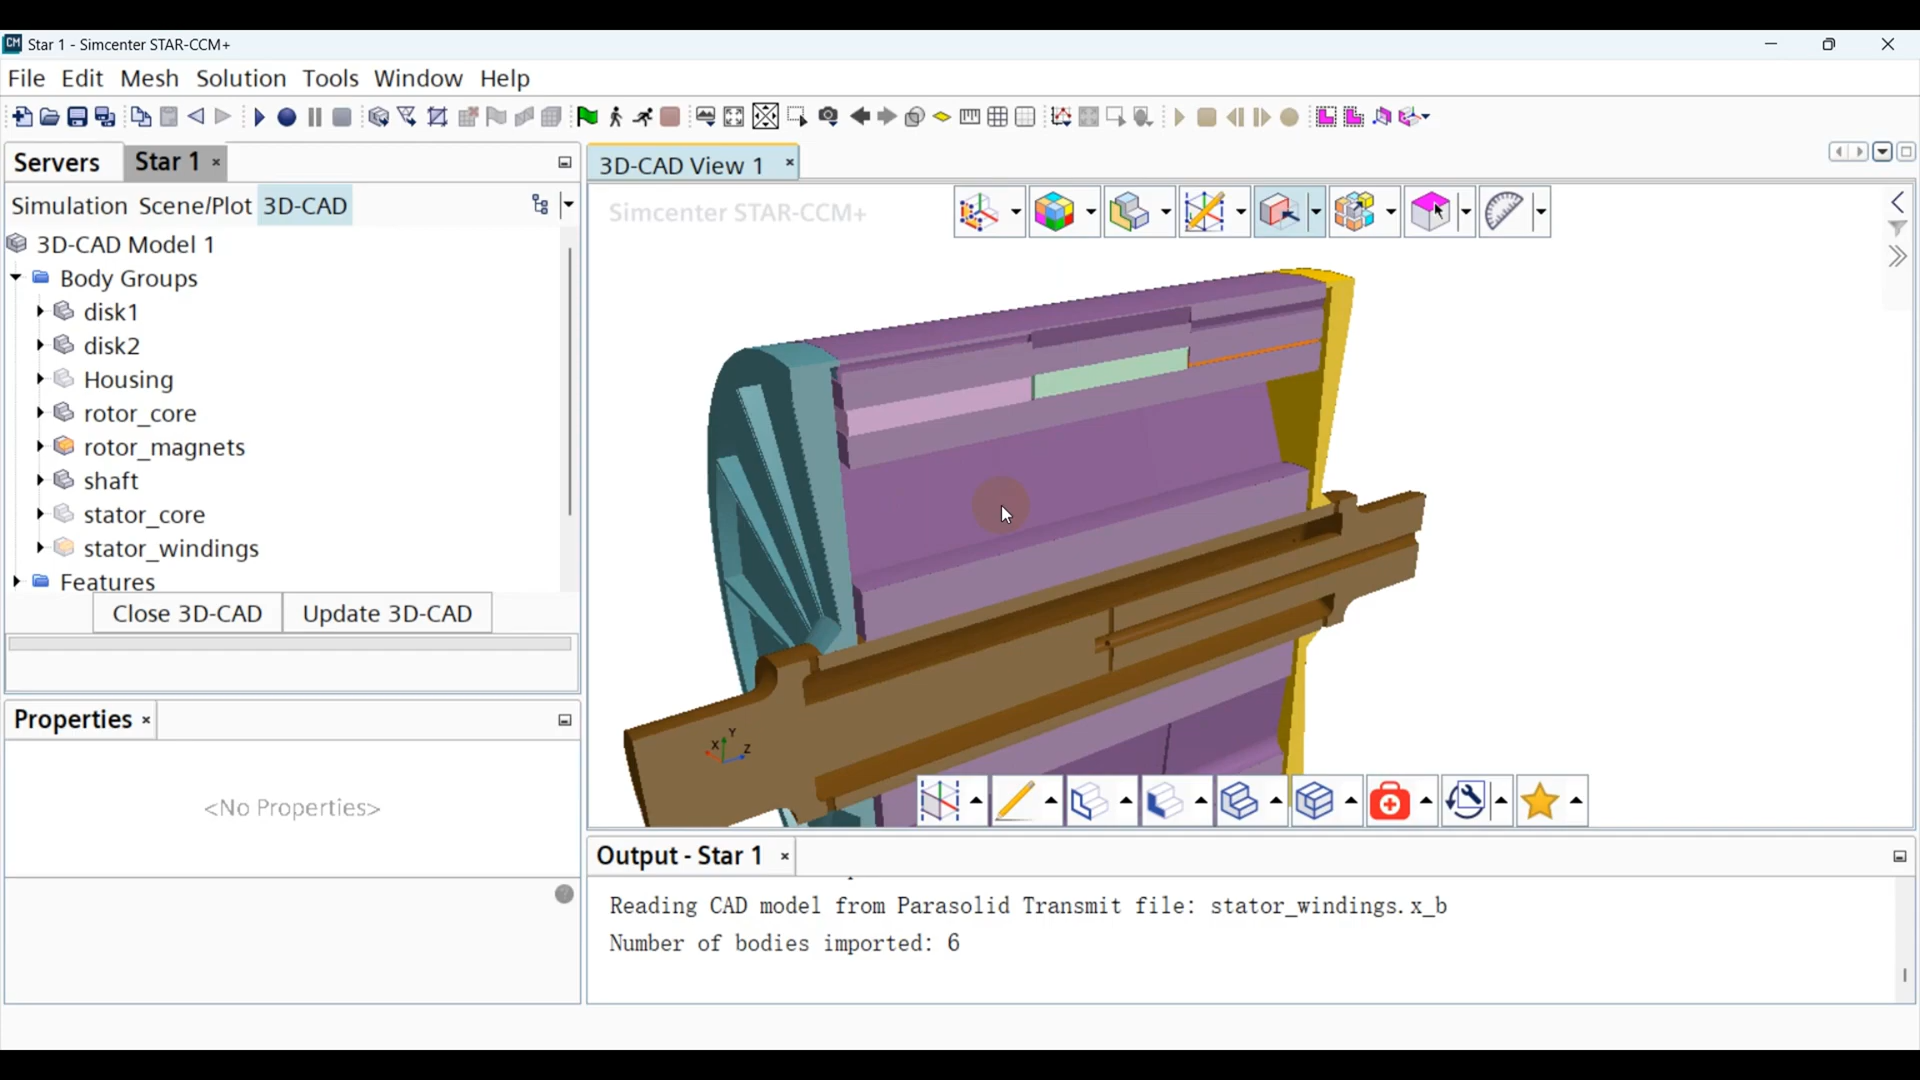 CM Star 1 - Simcenter STAR-CCM+
File Edit Mesh Solution Tools Window Help
Servers Star 1 ×
3D-CAD View 1 ×
Simulation Scene/Plot 3D-CAD
Simcenter STAR-CCM+
3D-CAD Model 1
Body Groups
disk1
disk2
Housing
rotor_core
rotor_magnets
shaft
stator_core
stator_windings
Features
Close 3D-CAD Update 3D-CAD
X Y Z
Properties ×
<No Properties>
Output - Star 1 ×
Reading CAD model from Parasolid Transmit file: stator_windings.x_b
Number of bodies imported: 6